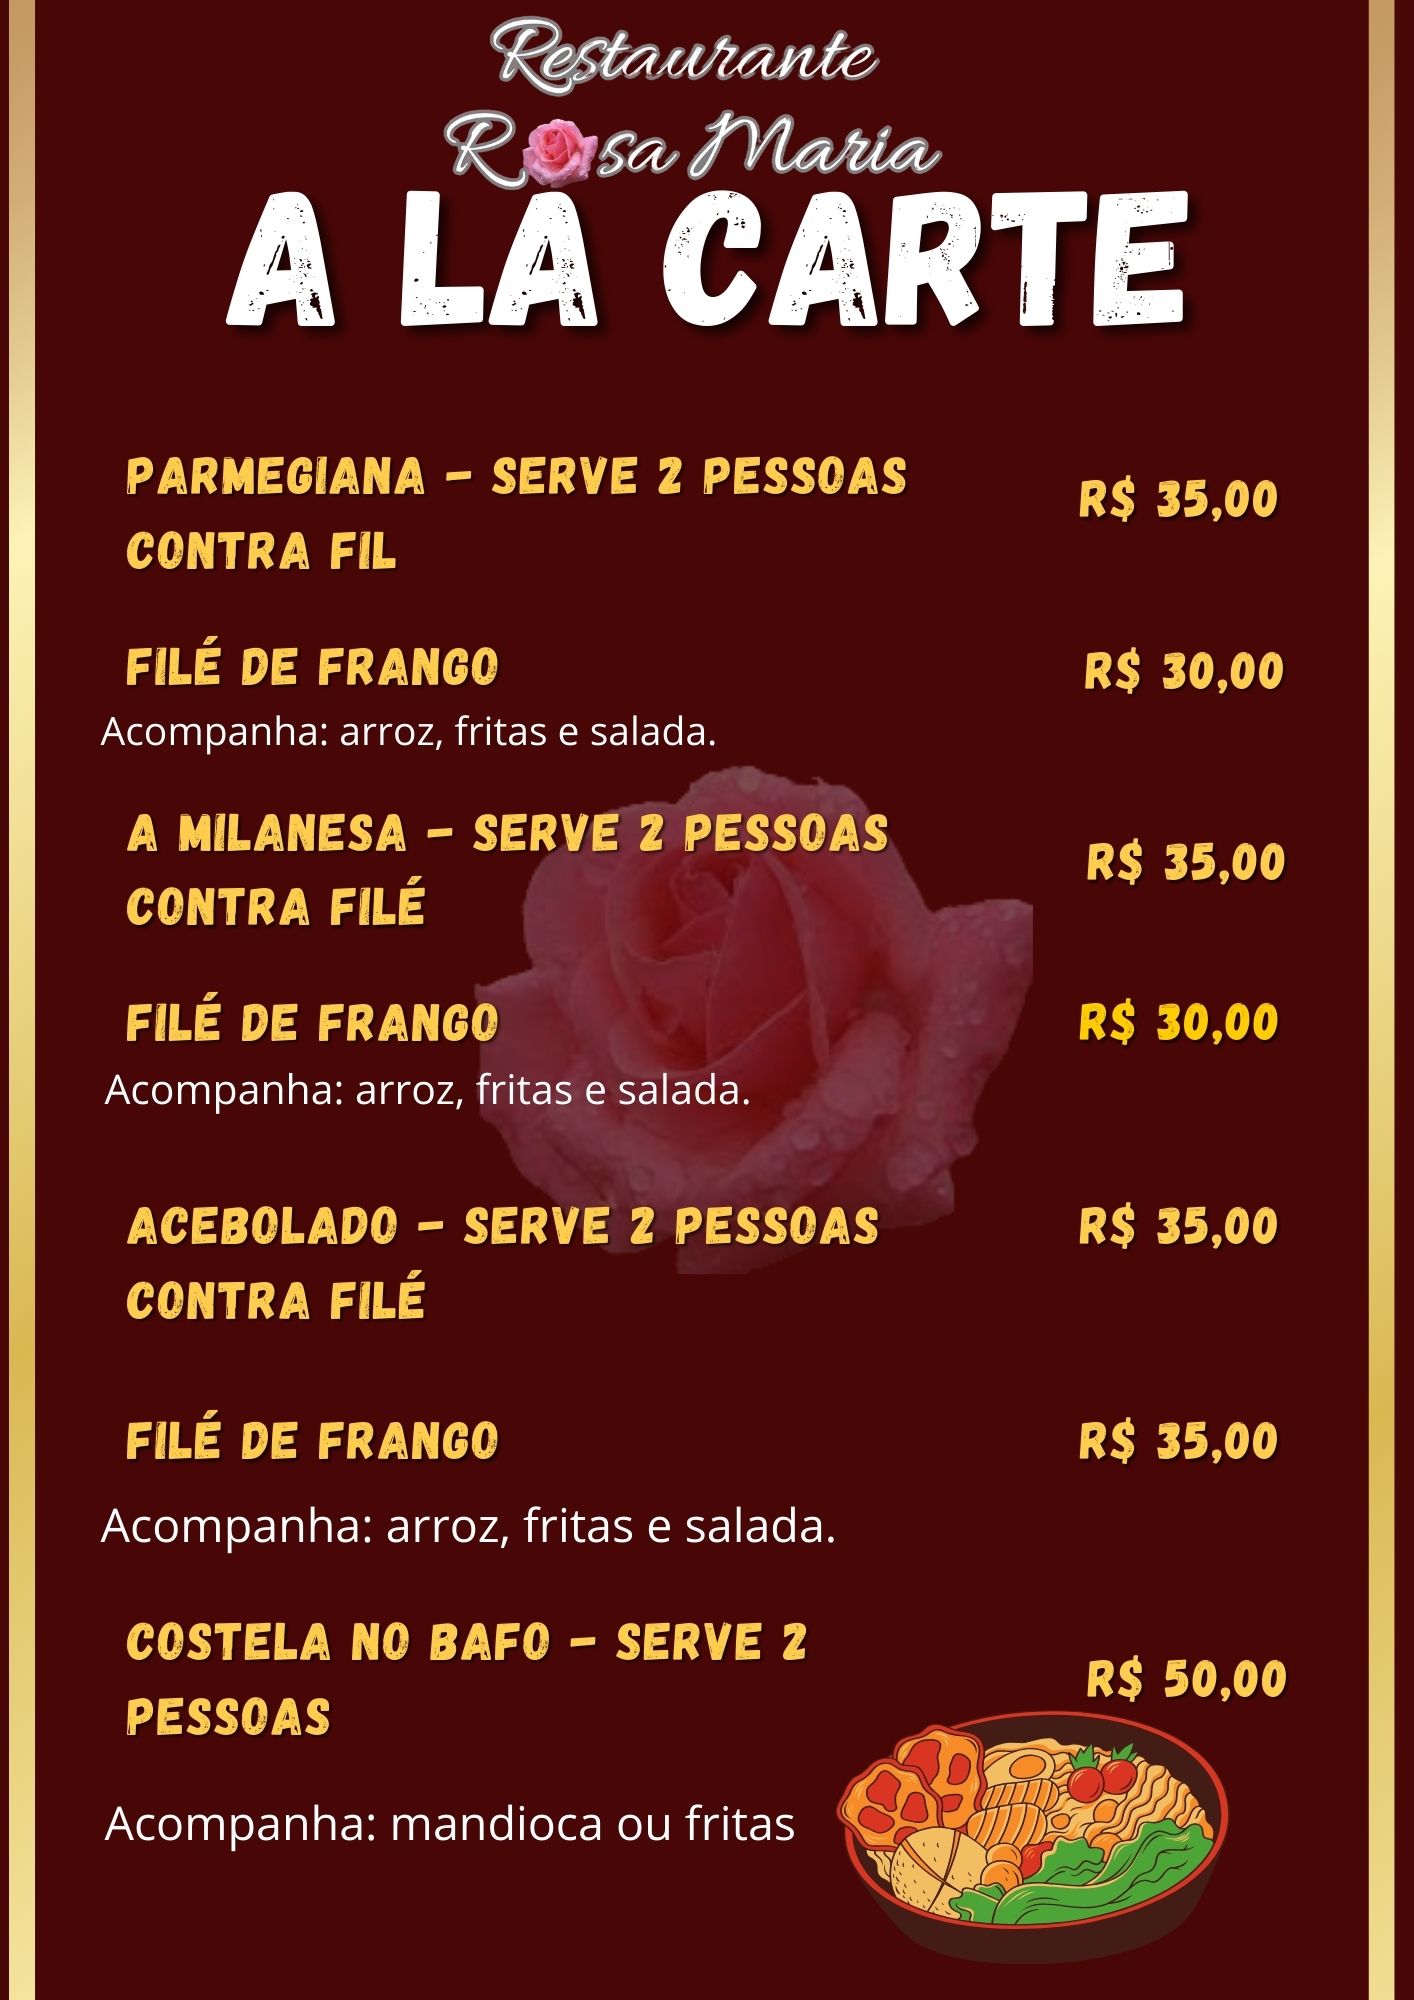 Restaurante
Rosa Maria
A LA CARTE
PARMEGIANA - SERVE 2 PESSOAS
CONTRA FIL
R$ 35,00
FILÉ DE FRANGO
R$ 30,00
Acompanha: arroz, fritas e salada.
A MILANESA - SERVE 2 PESSOAS
CONTRA FILÉ
R$ 35,00
FILÉ DE FRANGO
R$ 30,00
Acompanha: arroz, fritas e salada.
ACEBOLADO - SERVE 2 PESSOAS
CONTRA FILÉ
R$ 35,00
FILÉ DE FRANGO
R$ 35,00
Acompanha: arroz, fritas e salada.
COSTELA NO BAFO - SERVE 2
PESSOAS
R$ 50,00
Acompanha: mandioca ou fritas